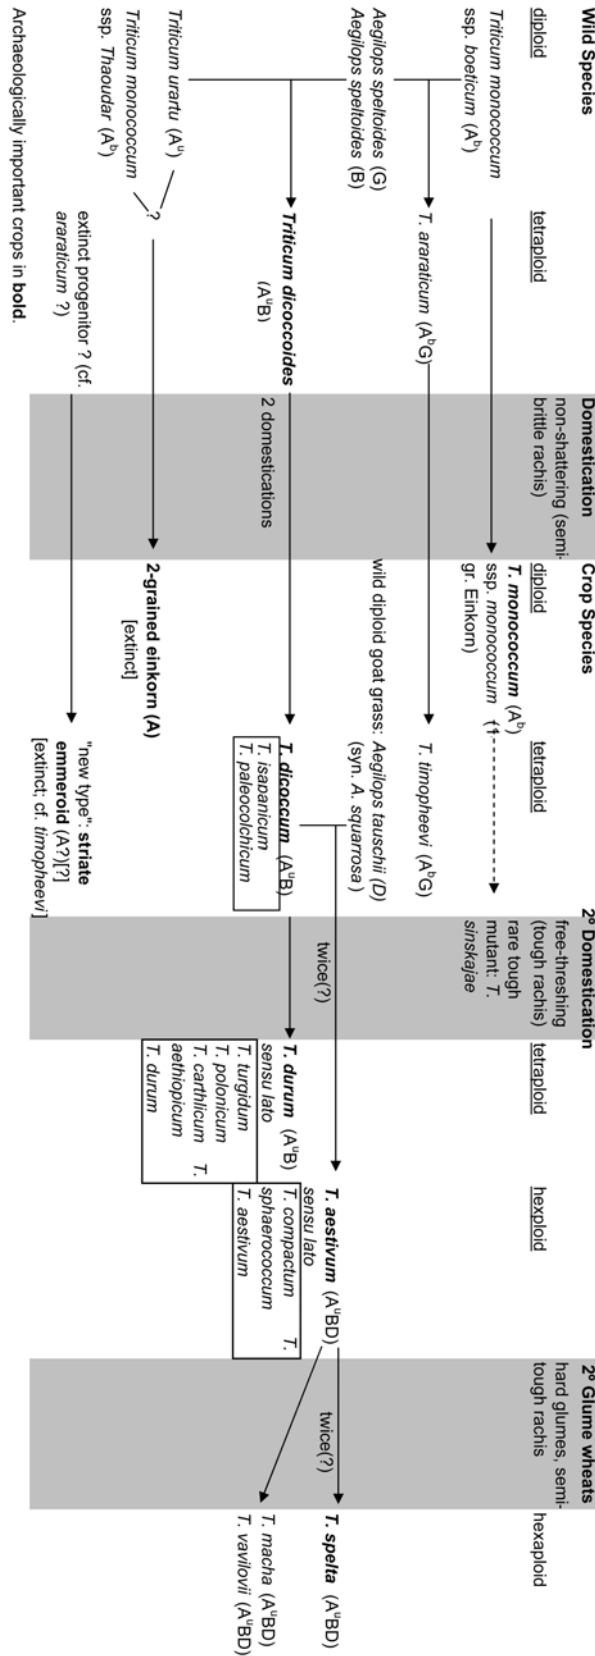 Wild Species
diploid
tetraploid
Domestication
non-shattering (semi-
brittle rachis)
Crop Species
diploid
tetraploid
2º Domestication
free-threshing
(tough rachis)
tetraploid
hexploid
2º Glume wheats
hard glumes, semi-
tough rachis
hexaploid
Triticum monococcum
ssp. boeticum (Aᵇ)
T. monococcum (Aᵇ)
ssp. monococcum (1-
gr. Einkorn)
rare tough
mutant: T.
sinskajae
Aegilops speltoides (G)
Aegilops speltoides (B)
T. araraticum (AᵇG)
T. timopheevi (AᵇG)
wild diploid goat grass: Aegilops tauschii (D)
(syn. A. squarrosa )
twice(?)
T. aestivum (AᵘBD)
sensu lato
T. compactum T.
sphaerococcum
T. aestivum
twice(?)
T. spelta (AᵘBD)
T. macha (AᵘBD)
T. vavilovii (AᵘBD)
Triticum dicoccoides
(AᵘB)
2 domestications
T. dicoccum (AᵘB)
T. isapanicum
T. paleocolchicum
T. durum (AᵘB)
sensu lato
T. turgidum
T. polonicum
T. carthlicum T.
aethiopicum
T. durum
Triticum urartu (Aᵘ)
Triticum monococcum
ssp. Thaoudar (Aᵇ)
?
2-grained einkorn (A)
[extinct]
extinct progenitor ? (cf.
araraticum ?)
"new type": striate
emmeroid (A?)[?]
[extinct; cf. timopheevi]
Archaeologically important crops in bold.